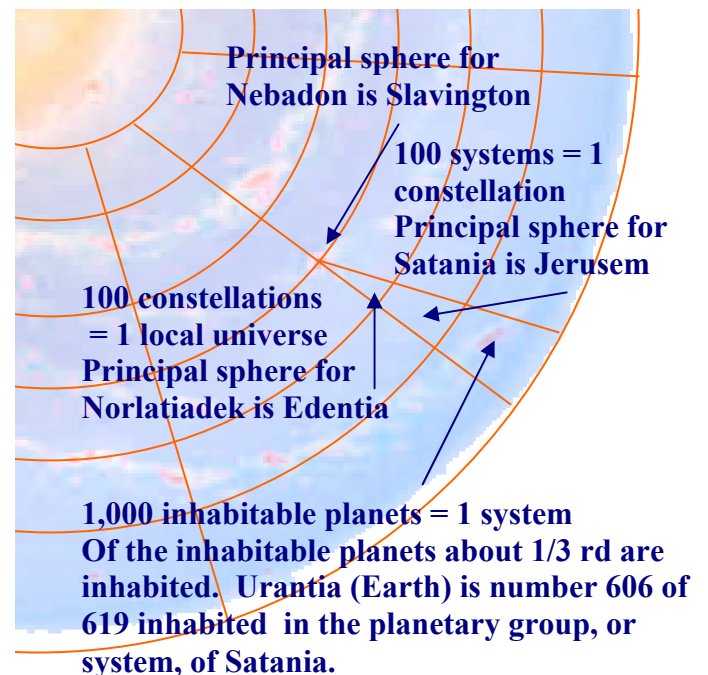 Principal sphere for
Nebadon is Slavington
100 systems = 1
constellation
Principal sphere for
Satania is Jerusem
100 constellations
= 1 local universe
Principal sphere for
Norlatiadek is Edentia
1,000 inhabitable planets = 1 system
Of the inhabitable planets about 1/3 rd are
inhabited.  Urantia (Earth) is number 606 of
619 inhabited  in the planetary group, or
system, of Satania.